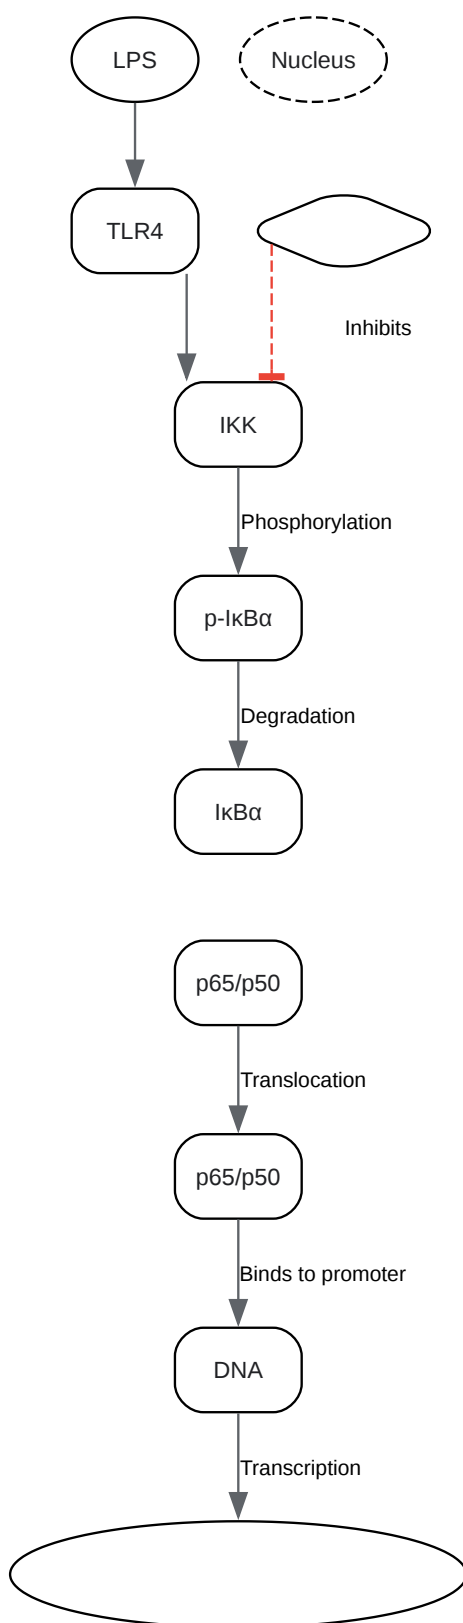 LPS
Nucleus
TLR4
Inhibits
IKK
Phosphorylation
p-IκBα
Degradation
IκBα
p65/p50
Translocation
p65/p50
Binds to promoter
DNA
Transcription